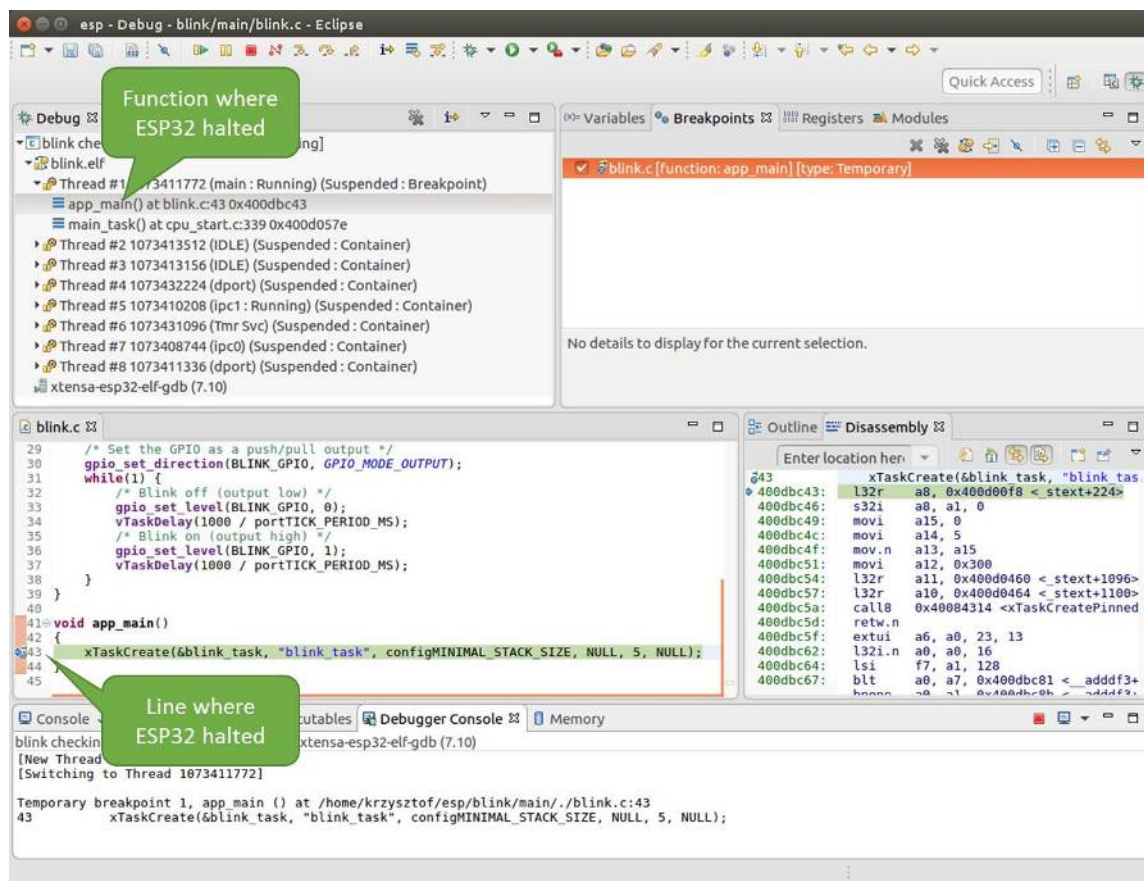 esp - Debug - blink/main/blink.c - Eclipse
Quick Access
Function where
ESP32 halted
Debug
blink che ing]
blink.elf
Thread #1 1073411772 (main : Running) (Suspended : Breakpoint)
app_main() at blink.c:43 0x400dbc43
main_task() at cpu_start.c:339 0x400d057e
Thread #2 1073413512 (IDLE) (Suspended : Container)
Thread #3 1073413156 (IDLE) (Suspended : Container)
Thread #4 1073432224 (dport) (Suspended : Container)
Thread #5 1073410208 (ipc1 : Running) (Suspended : Container)
Thread #6 1073431096 (Tmr Svc) (Suspended : Container)
Thread #7 1073408744 (ipc0) (Suspended : Container)
Thread #8 1073411336 (dport) (Suspended : Container)
xtensa-esp32-elf-gdb (7.10)
(x)= Variables Breakpoints Registers Modules
blink.c [function: app_main] [type: Temporary]
No details to display for the current selection.
blink.c
29 /* Set the GPIO as a push/pull output */
30 gpio_set_direction(BLINK_GPIO, GPIO_MODE_OUTPUT);
31 while(1) {
32 /* Blink off (output low) */
33 gpio_set_level(BLINK_GPIO, 0);
34 vTaskDelay(1000 / portTICK_PERIOD_MS);
35 /* Blink on (output high) */
36 gpio_set_level(BLINK_GPIO, 1);
37 vTaskDelay(1000 / portTICK_PERIOD_MS);
38 }
39 }
40
41 void app_main()
42 {
43 xTaskCreate(&blink_task, "blink_task", configMINIMAL_STACK_SIZE, NULL, 5, NULL);
44 }
45
Line where
ESP32 halted
Outline Disassembly
Enter location here
43 xTaskCreate(&blink_task, "blink_tas
400dbc43: l32r a8, 0x400d00f8 <_stext+224>
400dbc46: s32i a8, a1, 0
400dbc49: movi a15, 0
400dbc4c: movi a14, 5
400dbc4f: mov.n a13, a15
400dbc51: movi a12, 0x300
400dbc54: l32r a11, 0x400d0460 <_stext+1096>
400dbc57: l32r a10, 0x400d0464 <_stext+1100>
400dbc5a: call8 0x40084314 <xTaskCreatePinned
400dbc5d: retw.n
400dbc5f: extui a6, a0, 23, 13
400dbc62: l32i.n a0, a0, 16
400dbc64: lsi f7, a1, 128
400dbc67: blt a0, a7, 0x400dbc81 <__adddf3+
Console cutables Debugger Console Memory
blink checkin xtensa-esp32-elf-gdb (7.10)
[New Thread
[Switching to Thread 1073411772]
Temporary breakpoint 1, app_main () at /home/krzysztof/esp/blink/main/./blink.c:43
43 xTaskCreate(&blink_task, "blink_task", configMINIMAL_STACK_SIZE, NULL, 5, NULL);